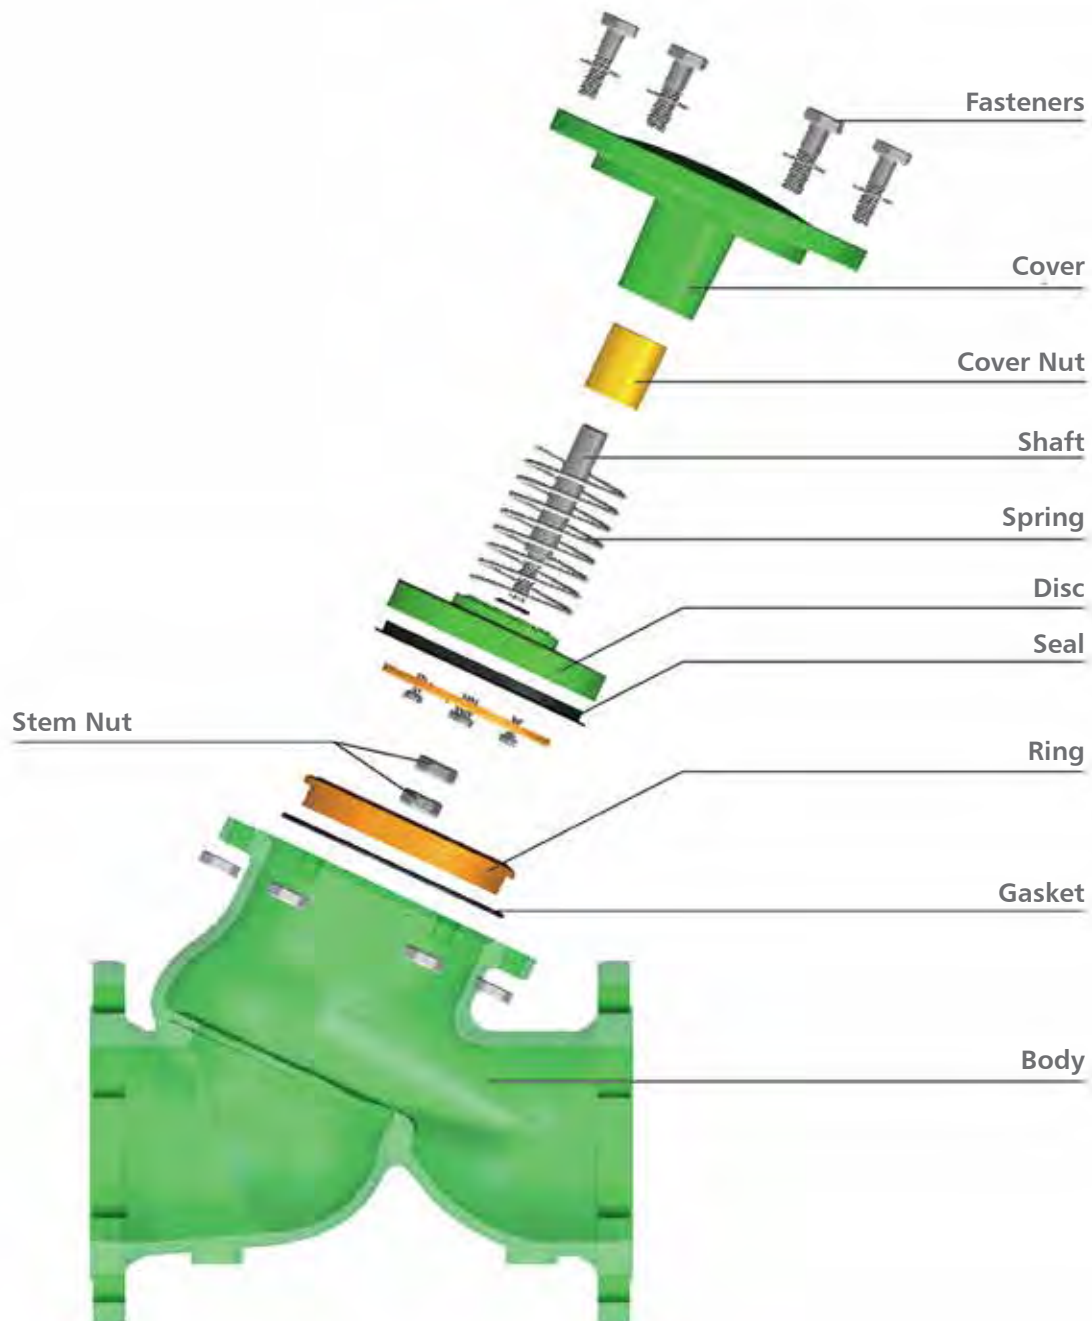 Fasteners
Cover
Cover Nut
Shaft
Spring
Disc
Seal
Stem Nut
Ring
Gasket
Body